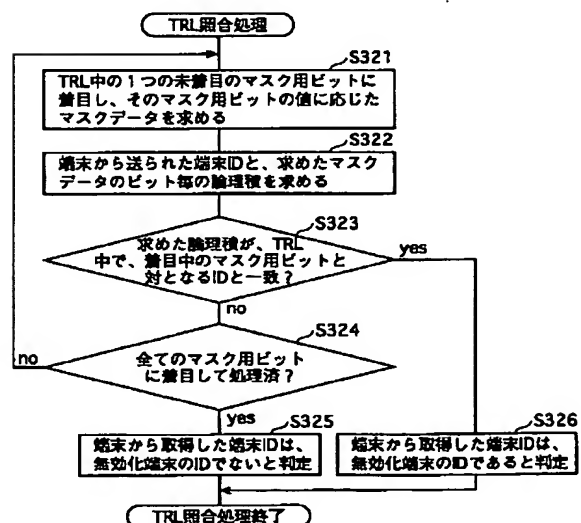 TRL照合処理
S321
TRL中の1つの未着目のマスク用ビットに
着目し、そのマスク用ビットの値に応じた
マスクデータを求める
S322
端末から送られた端末IDと、求めたマスク
データのビット毎の論理積を求める
S323
求めた論理積が、TRL
中で、着目中のマスク用ビットと
対となるIDと一致?
yes
no
S324
全てのマスク用ビット
に着目して処理済?
no
yes
S325
端末から取得した端末IDは、
無効化端末のIDでないと判定
S326
端末から取得した端末IDは、
無効化端末のIDであると判定
TRL照合処理終了